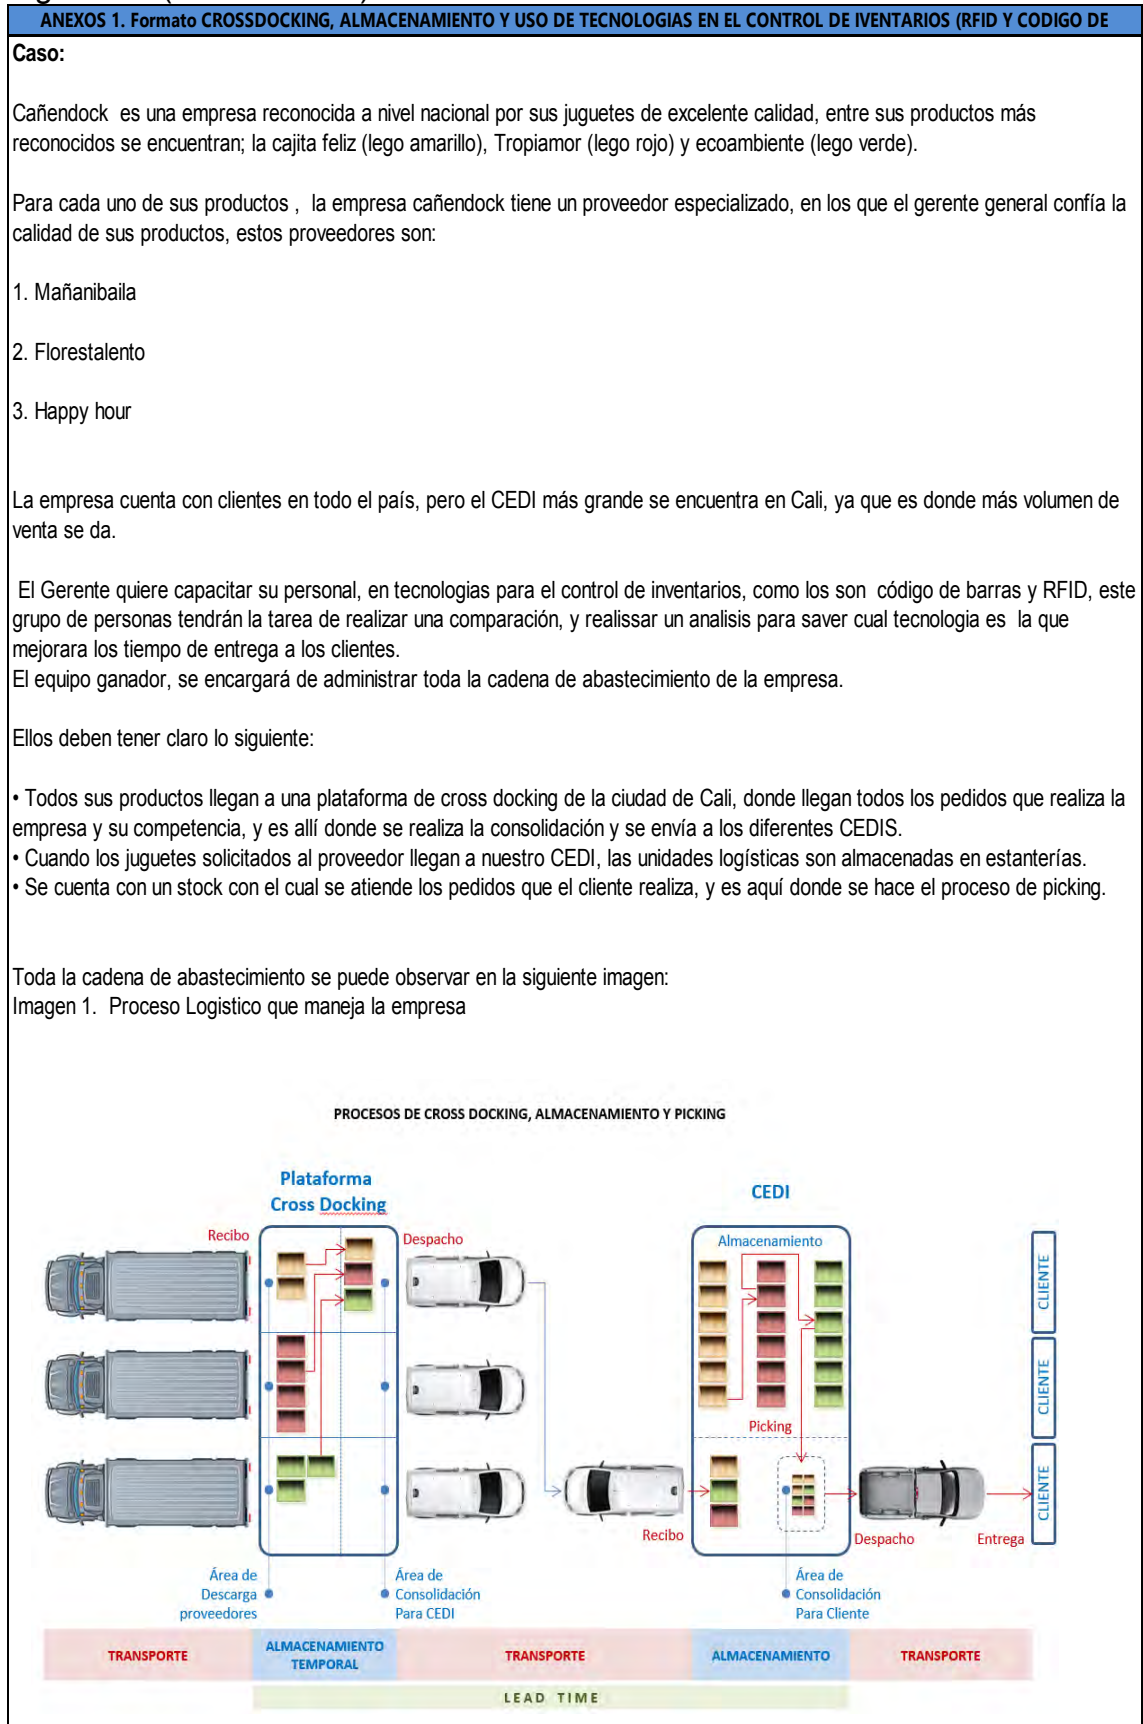 ANEXOS 1. Formato CROSSDOCKING, ALMACENAMIENTO Y USO DE TECNOLOGIAS EN EL CONTROL DE IVENTARIOS (RFID Y CODIGO DE
Caso:
Cañendock es una empresa reconocida a nivel nacional por sus juguetes de excelente calidad, entre sus productos más
reconocidos se encuentran; la cajita feliz (lego amarillo), Tropiamor (lego rojo) y ecoambiente (lego verde).
Para cada uno de sus productos , la empresa cañendock tiene un proveedor especializado, en los que el gerente general confía la
calidad de sus productos, estos proveedores son:
1. Mañanibaila
2. Florestalento
3. Happy hour
La empresa cuenta con clientes en todo el país, pero el CEDI más grande se encuentra en Cali, ya que es donde más volumen de
venta se da.
El Gerente quiere capacitar su personal, en tecnologias para el control de inventarios, como los son código de barras y RFID, este
grupo de personas tendrán la tarea de realizar una comparación, y realissar un analisis para saver cual tecnologia es la que
mejorara los tiempo de entrega a los clientes.
El equipo ganador, se encargará de administrar toda la cadena de abastecimiento de la empresa.
Ellos deben tener claro lo siguiente:
• Todos sus productos llegan a una plataforma de cross docking de la ciudad de Cali, donde llegan todos los pedidos que realiza la
empresa y su competencia, y es allí donde se realiza la consolidación y se envía a los diferentes CEDIS.
• Cuando los juguetes solicitados al proveedor llegan a nuestro CEDI, las unidades logísticas son almacenadas en estanterías.
• Se cuenta con un stock con el cual se atiende los pedidos que el cliente realiza, y es aquí donde se hace el proceso de picking.
Toda la cadena de abastecimiento se puede observar en la siguiente imagen:
Imagen 1. Proceso Logistico que maneja la empresa
PROCESOS DE CROSS DOCKING, ALMACENAMIENTO Y PICKING
Plataforma
Cross Docking
CEDI
Recibo
Despacho
Almacenamiento
CLIENTE
CLIENTE
Picking
CLIENTE
Recibo
Despacho
Entrega
Área de
Descarga
proveedores
Área de
Consolidación
Para CEDI
Área de
Consolidación
Para Cliente
TRANSPORTE
ALMACENAMIENTO
TEMPORAL
TRANSPORTE
ALMACENAMIENTO
TRANSPORTE
LEAD TIME